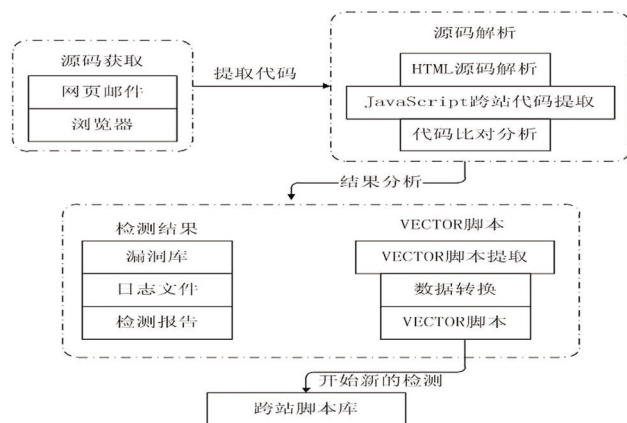 源码获取
网页邮件
浏览器
提取代码
源码解析
HTML源码解析
JavaScript跨站代码提取
代码比对分析
结果分析
检测结果
漏洞库
日志文件
检测报告
VECTOR脚本
VECTOR脚本提取
数据转换
VECTOR脚本
开始新的检测
跨站脚本库